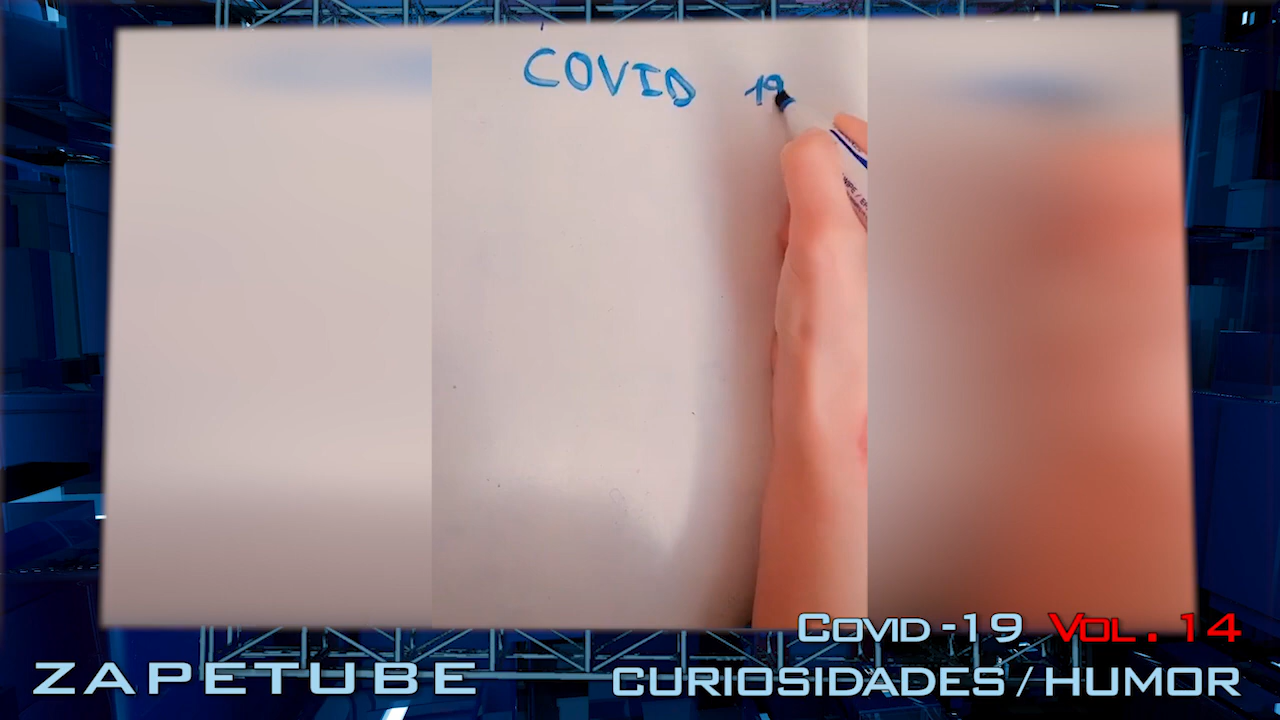 COVID 19
Covid -19 Vol. 14
ZAPETUBE
CURIOSIDADES / HUMOR